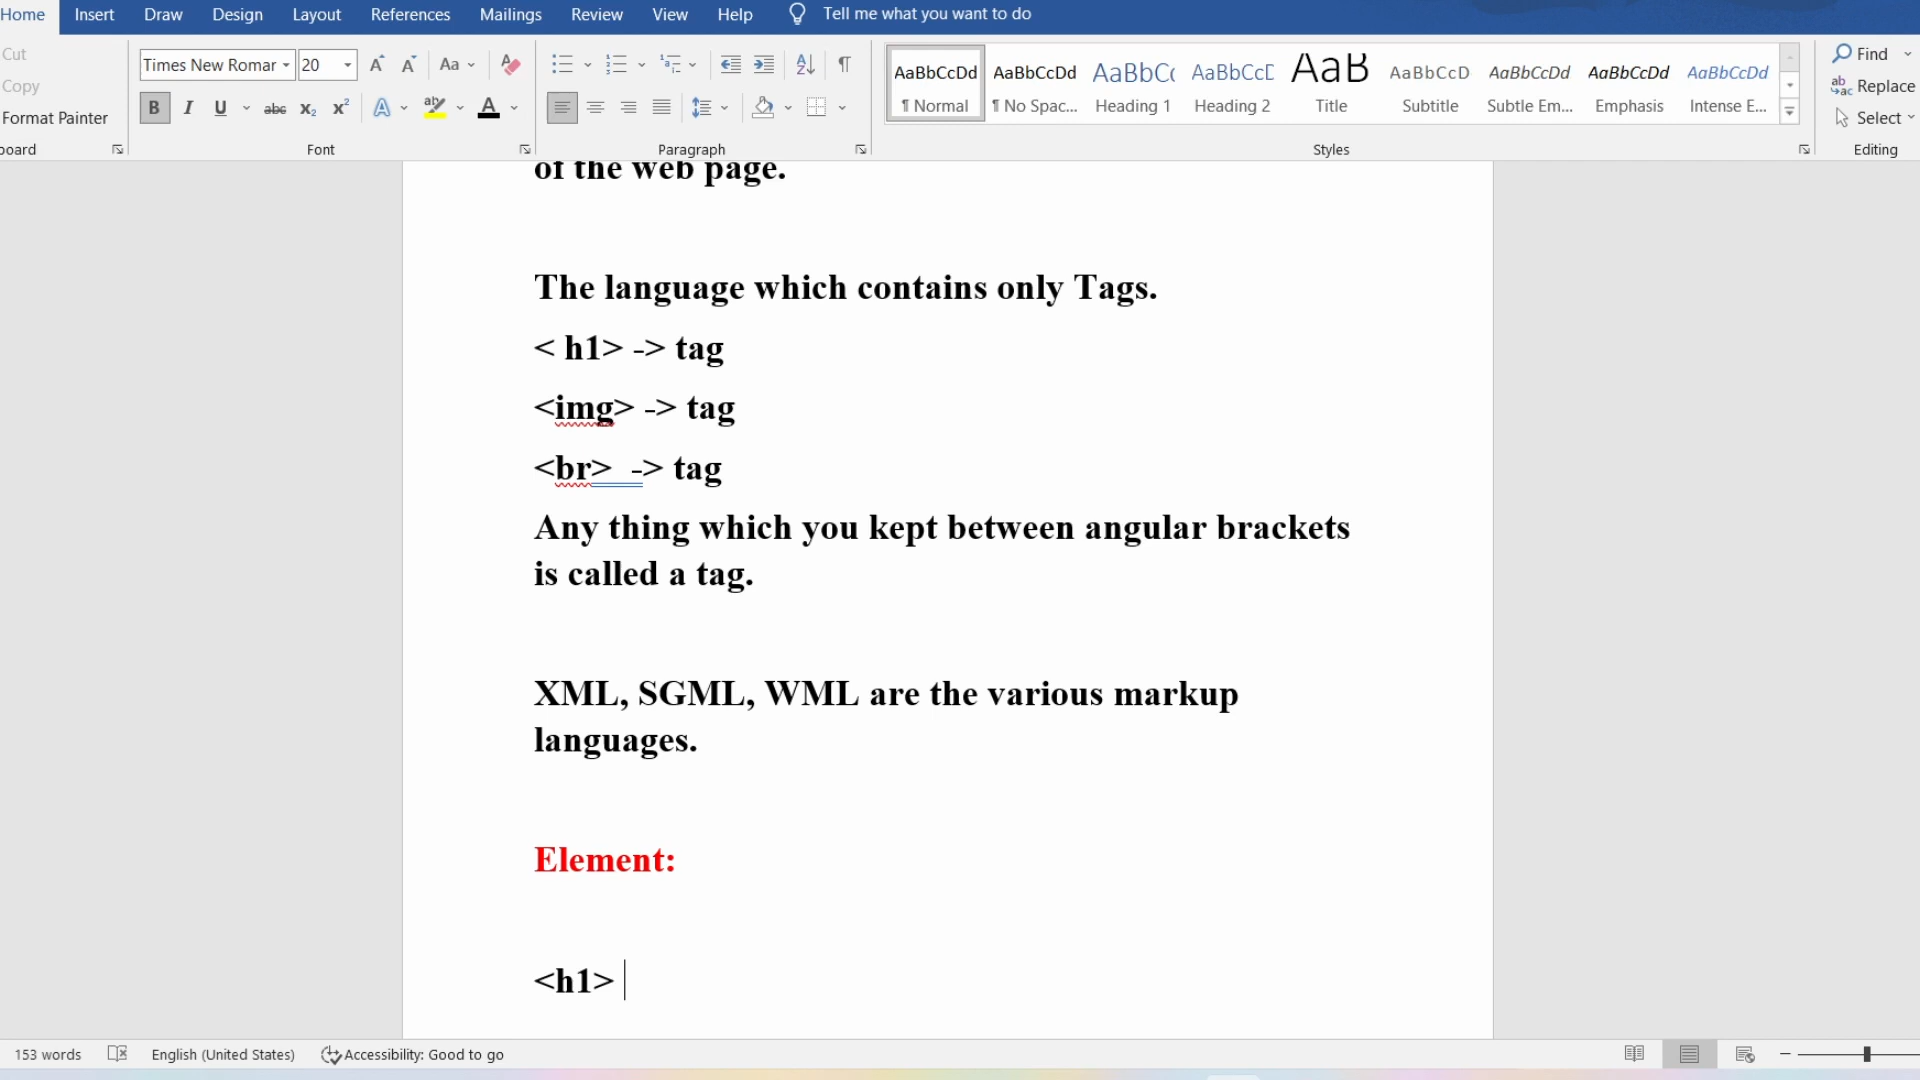 Home Insert Draw Design Layout References Mailings Review View Help Tell me what you want to do
Cut
Copy
Format Painter
Times New Romar 20 Aa
B I U abc x₂ x² A ab A
Font
Paragraph
AaBbCcDd AaBbCcDd AaBbCc AaBbCcD AaB AaBbCcD AaBbCcDd AaBbCcDd AaBbCcDd
¶ Normal ¶ No Spac... Heading 1 Heading 2 Title Subtitle Subtle Em... Emphasis Intense E...
Styles
Find
Replace
Select
Editing
of the web page.
The language which contains only Tags.
< h1> -> tag
<img> -> tag
<br>  -> tag
Any thing which you kept between angular brackets
is called a tag.
XML, SGML, WML are the various markup
languages.
Element:
<h1>
153 words English (United States) Accessibility: Good to go